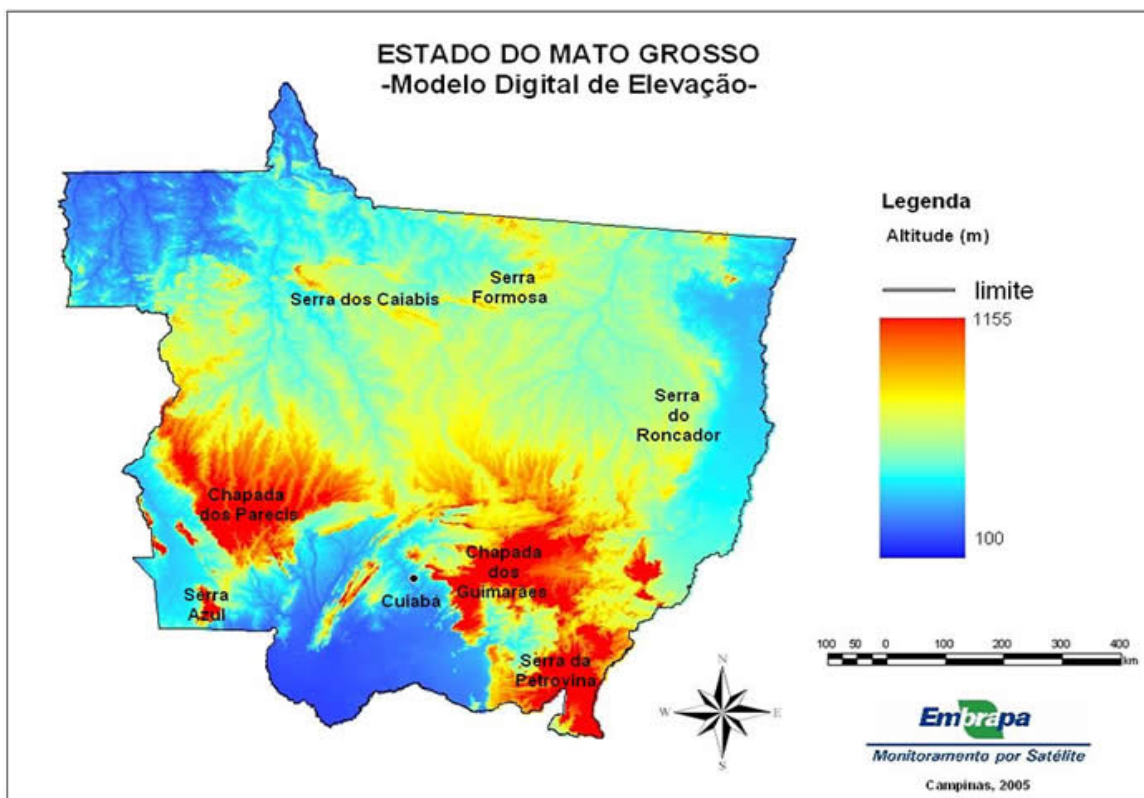 ESTADO DO MATO GROSSO
-Modelo Digital de Elevação-
Legenda
Altitude (m)
limite
1155
100
Serra
Formosa
Serra dos Caiabis
Serra
do
Roncador
Chapada
dos Parecis
Chapada
dos
Guimaraes
Cuiabá
Serra
Azul
Serra da
Petrovina
N
W
E
S
100 50 0 100 200 300 400
km
Embrapa
Monitoramento por Satélite
Campinas, 2005